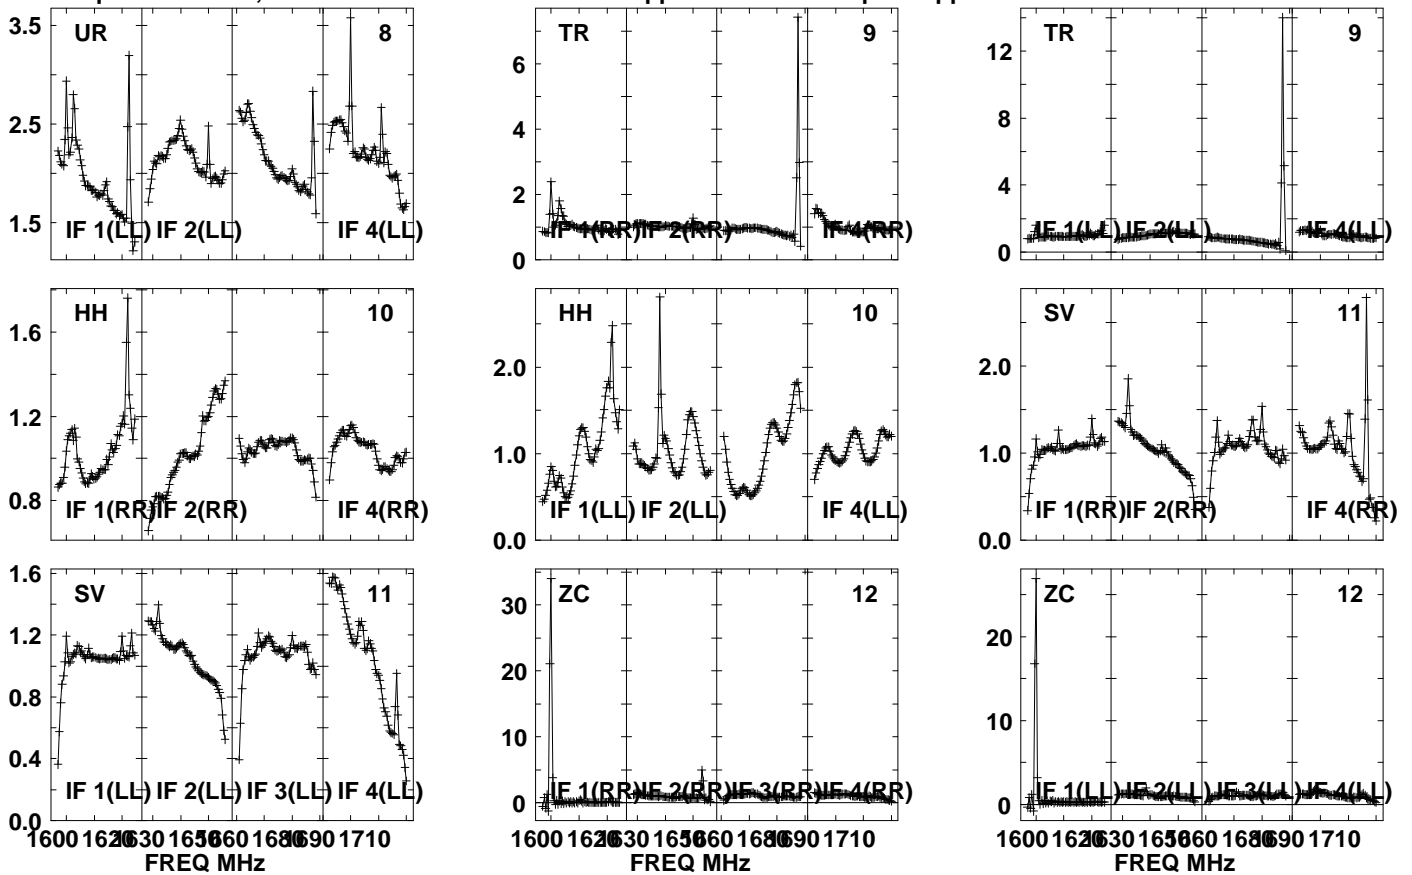 UR 8 TR 9 TR 9
3.5 2.5 1.5
6 4 2 0
12 8 4 0
IF 1(LL) IF 2(LL) IF 4(LL)
IF 1(RR) IF 2(RR) IF 4(RR)
IF 1(LL) IF 2(LL) IF 4(LL)
HH 10 HH 10 SV 11
1.6 1.2 0.8
2.0 1.0 0.0
2.0 1.0 0.0
IF 1(RR) IF 2(RR) IF 4(RR)
IF 1(LL) IF 2(LL) IF 4(LL)
IF 1(RR) IF 2(RR) IF 4(RR)
SV 11 ZC 12 ZC 12
1.6 1.2 0.8 0.4 0.0
30 20 10 0
20 10 0
IF 1(LL) IF 2(LL) IF 3(LL) IF 4(LL)
IF 1(RR) IF 2(RR) IF 3(RR) IF 4(RR)
IF 1(LL) IF 2(LL) IF 3(LL) IF 4(LL)
1600 1620 1630 1650 1660 1680 1690 1710
1600 1620 1630 1650 1660 1680 1690 1710
1600 1620 1630 1650 1660 1680 1690 1710
FREQ MHz FREQ MHz FREQ MHz